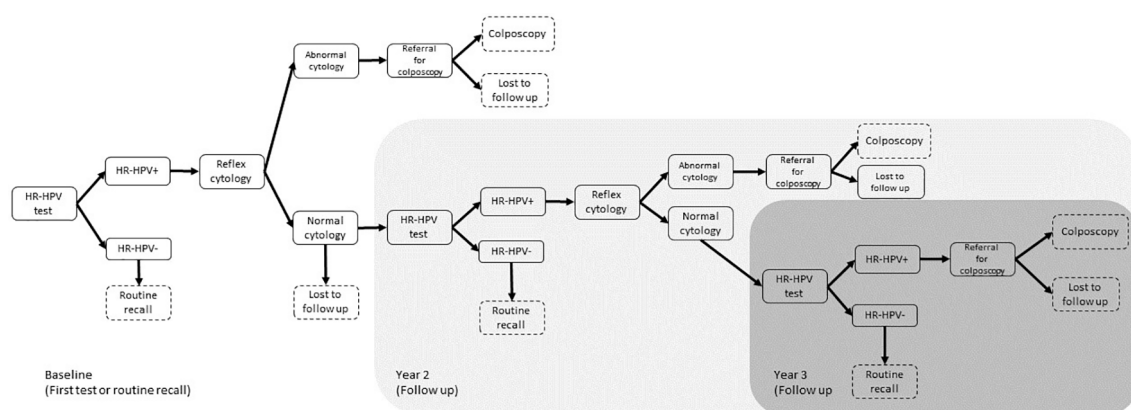 HR-HPV
test
HR-HPV+
HR-HPV-
Routine
recall
Reflex
cytology
Abnormal
cytology
Referral
for
colposcopy
Colposcopy
Lost to
follow up
Normal
cytology
Lost to
follow up
Baseline
(First test or routine recall)
HR-HPV
test
HR-HPV+
HR-HPV-
Routine
recall
Reflex
cytology
Abnormal
cytology
Referral
for
colposcopy
Colposcopy
Lost to
follow up
Normal
cytology
Year 2
(Follow up)
HR-HPV
test
HR-HPV+
HR-HPV-
Routine
recall
Referral
for
colposcopy
Colposcopy
Lost to
follow up
Year 3
(Follow up